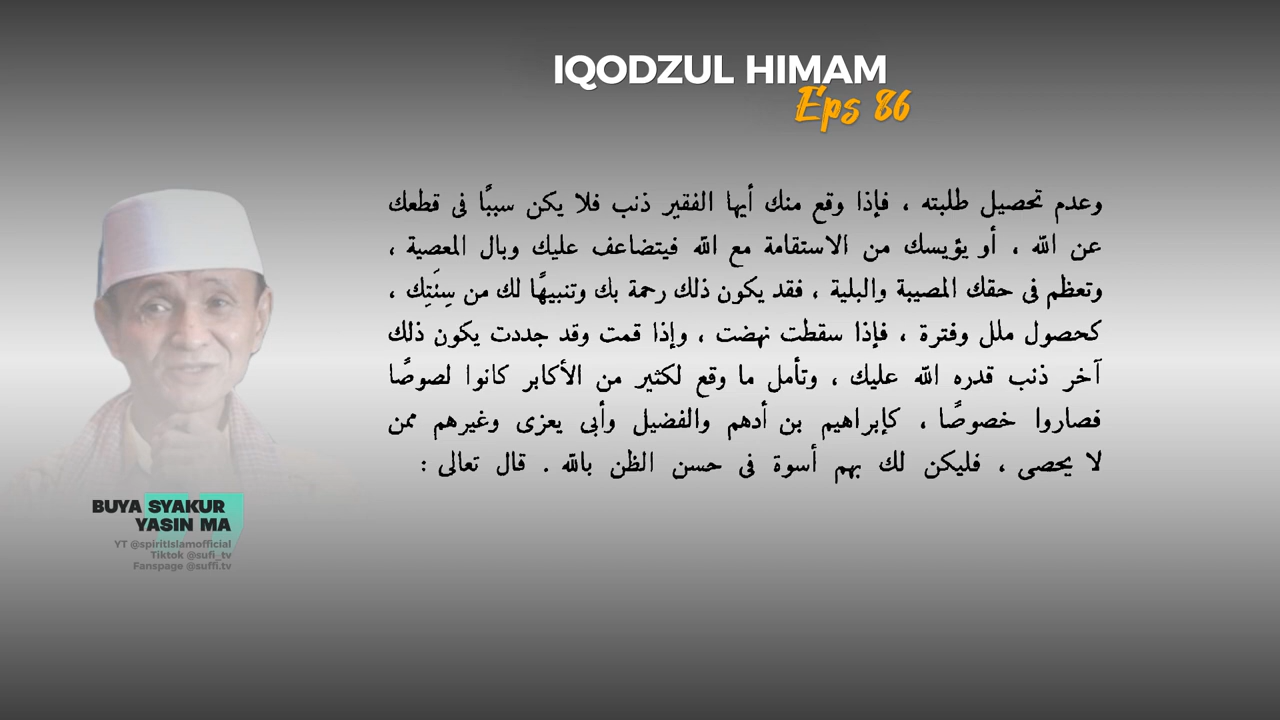 IQODZUL HIMAM
Eps 86
وعدم تحصيل طلبته ، فإذا وقع منك أيها الفقير ذنب فلا يكن سببًا فى قطعك
عن الله ، أو يؤيسك من الاستقامة مع الله فيتضاعف عليك وبال المعصية ،
وتعظم فى حقك المصيبة والبلية ، فقد يكون ذلك رحمة بك وتنبيهًا لك من سِنَتِك ،
كحصول ملل وفترة ، فإذا سقطت نهضت ، وإذا قمت وقد جددت يكون ذلك
آخر ذنب قدره الله عليك ، وتأمل ما وقع لكثير من الأكابر كانوا لصوصًا
فصاروا خصوصًا ، كإبراهيم بن أدهم والفضيل وأبى يعزى وغيرهم ممن
لا يحصى ، فليكن لك بهم أسوة فى حسن الظن بالله . قال تعالى :
BUYA SYAKUR
YASIN MA
YT @spiritIslamofficial
Tiktok @sufi_tv
Fanspage @suffi.tv